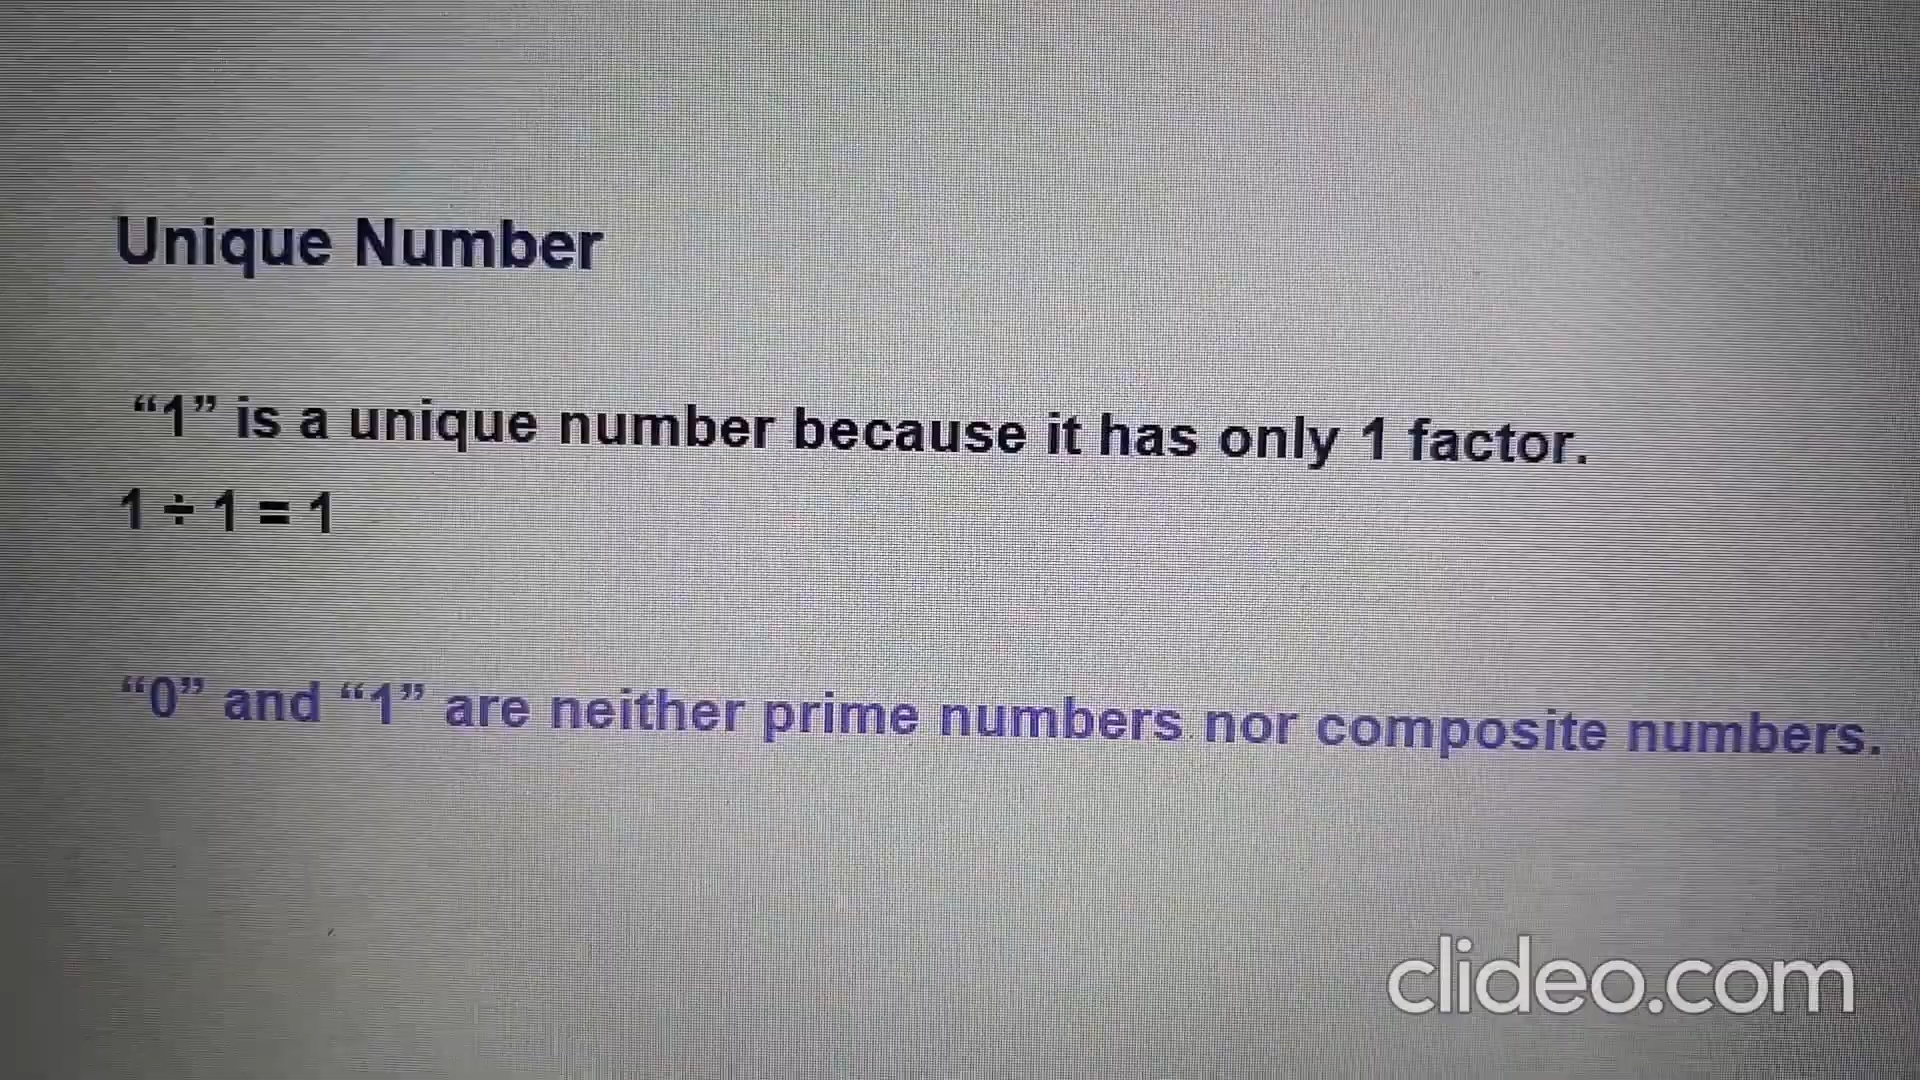 Unique Number
“1” is a unique number because it has only 1 factor.
1 ÷ 1 = 1
“0” and “1” are neither prime numbers nor composite numbers.
clideo.com